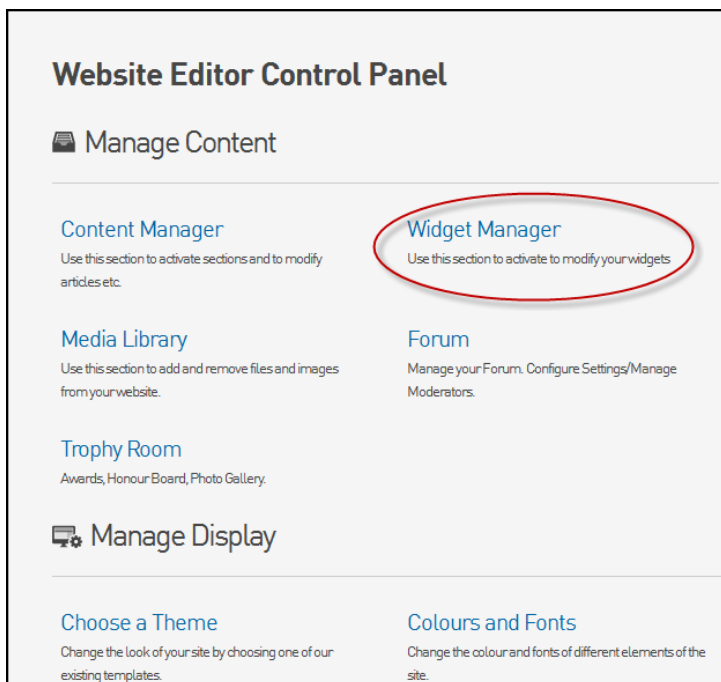 Website Editor Control Panel
Manage Content
Content Manager
Use this section to activate sections and to modify
articles etc.
Widget Manager
Use this section to activate to modify your widgets
Media Library
Use this section to add and remove files and images
from your website.
Forum
Manage your Forum. Configure Settings/Manage
Moderators.
Trophy Room
Awards, Honour Board, Photo Gallery.
Manage Display
Choose a Theme
Change the look of your site by choosing one of our
existing templates.
Colours and Fonts
Change the colour and fonts of different elements of the
site.